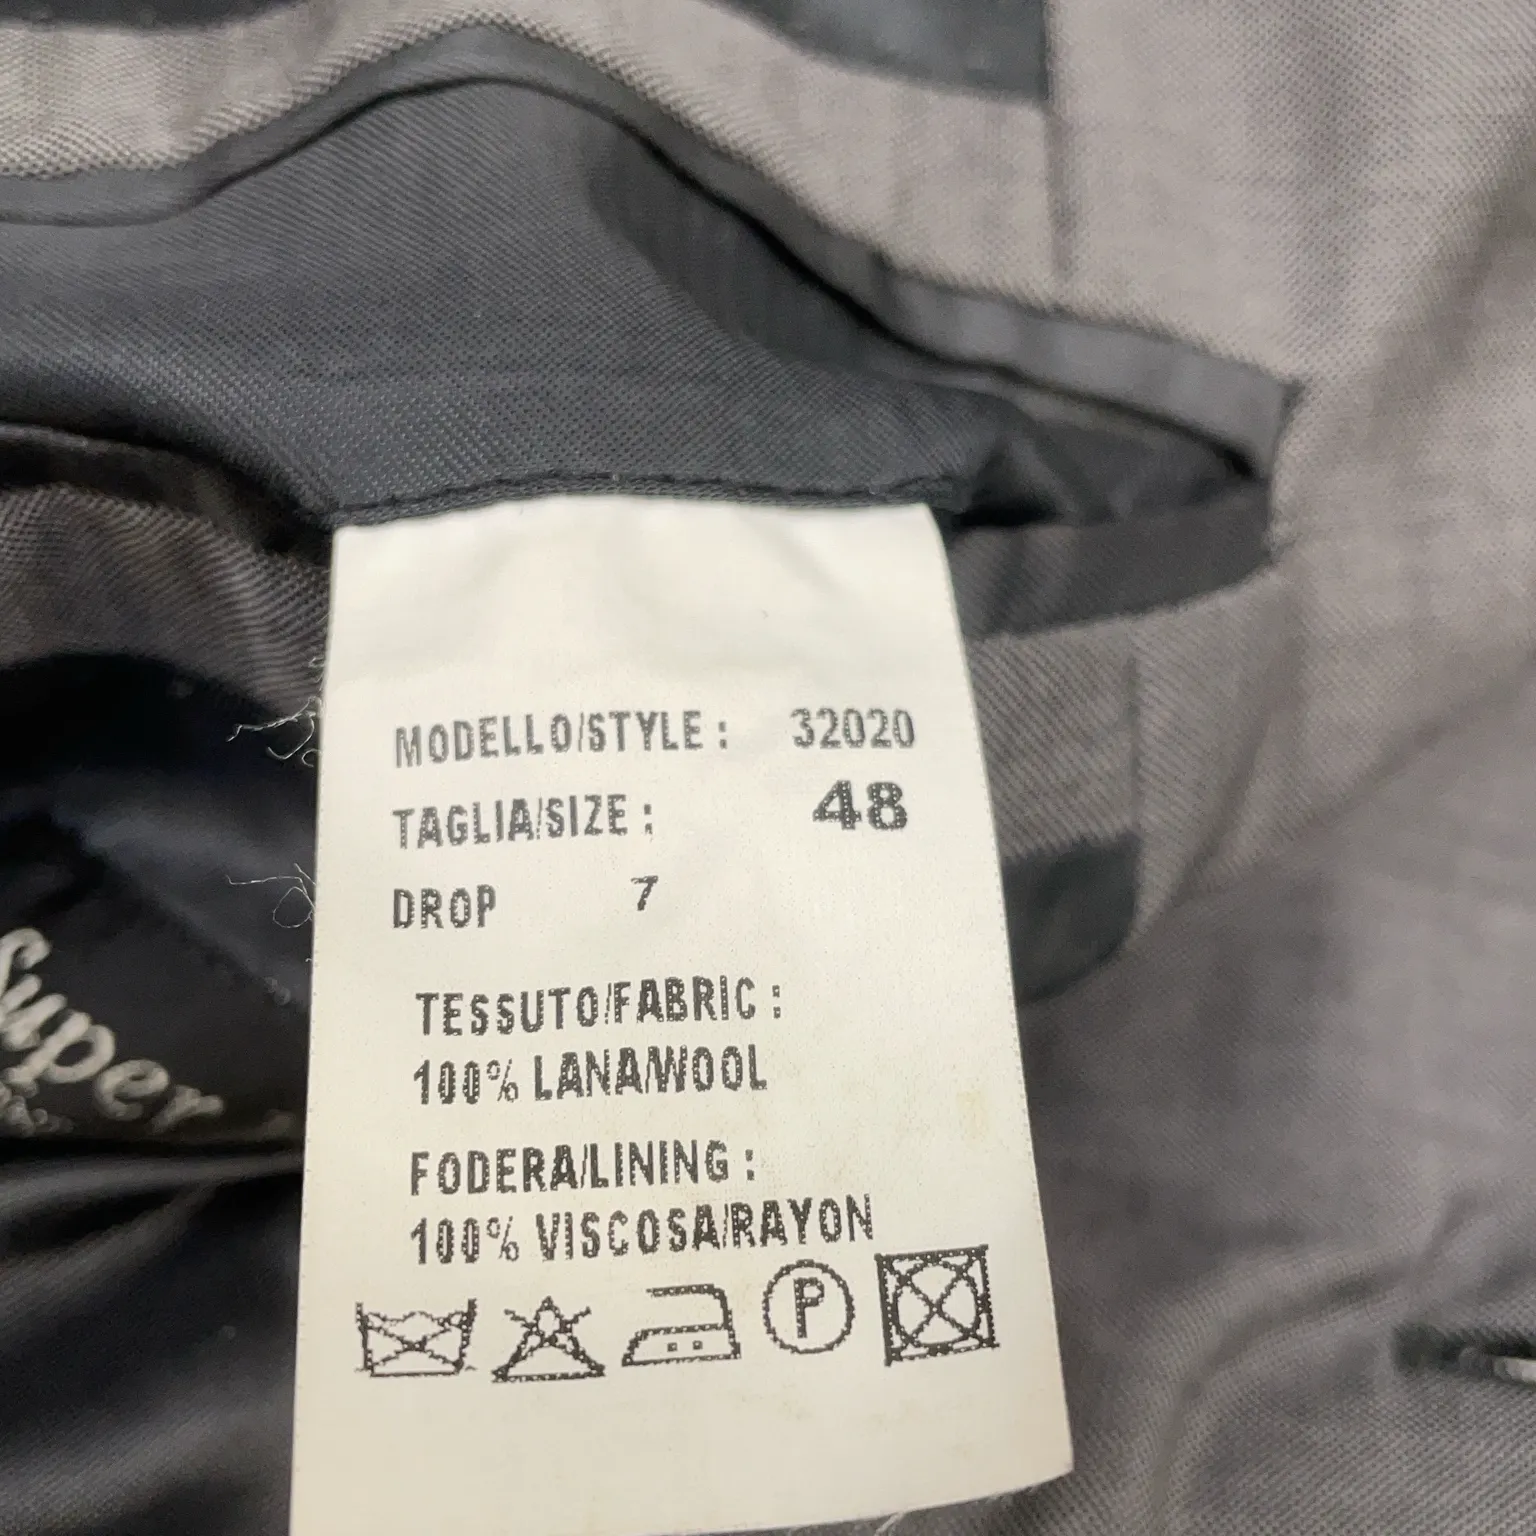 MODELLO/STYLE : 32020
TAGLIA/SIZE : 48
DROP 7
TESSUTO/FABRIC :
100% LANA/WOOL
FODERA/LINING :
100% VISCOSA/RAYON
P
Super